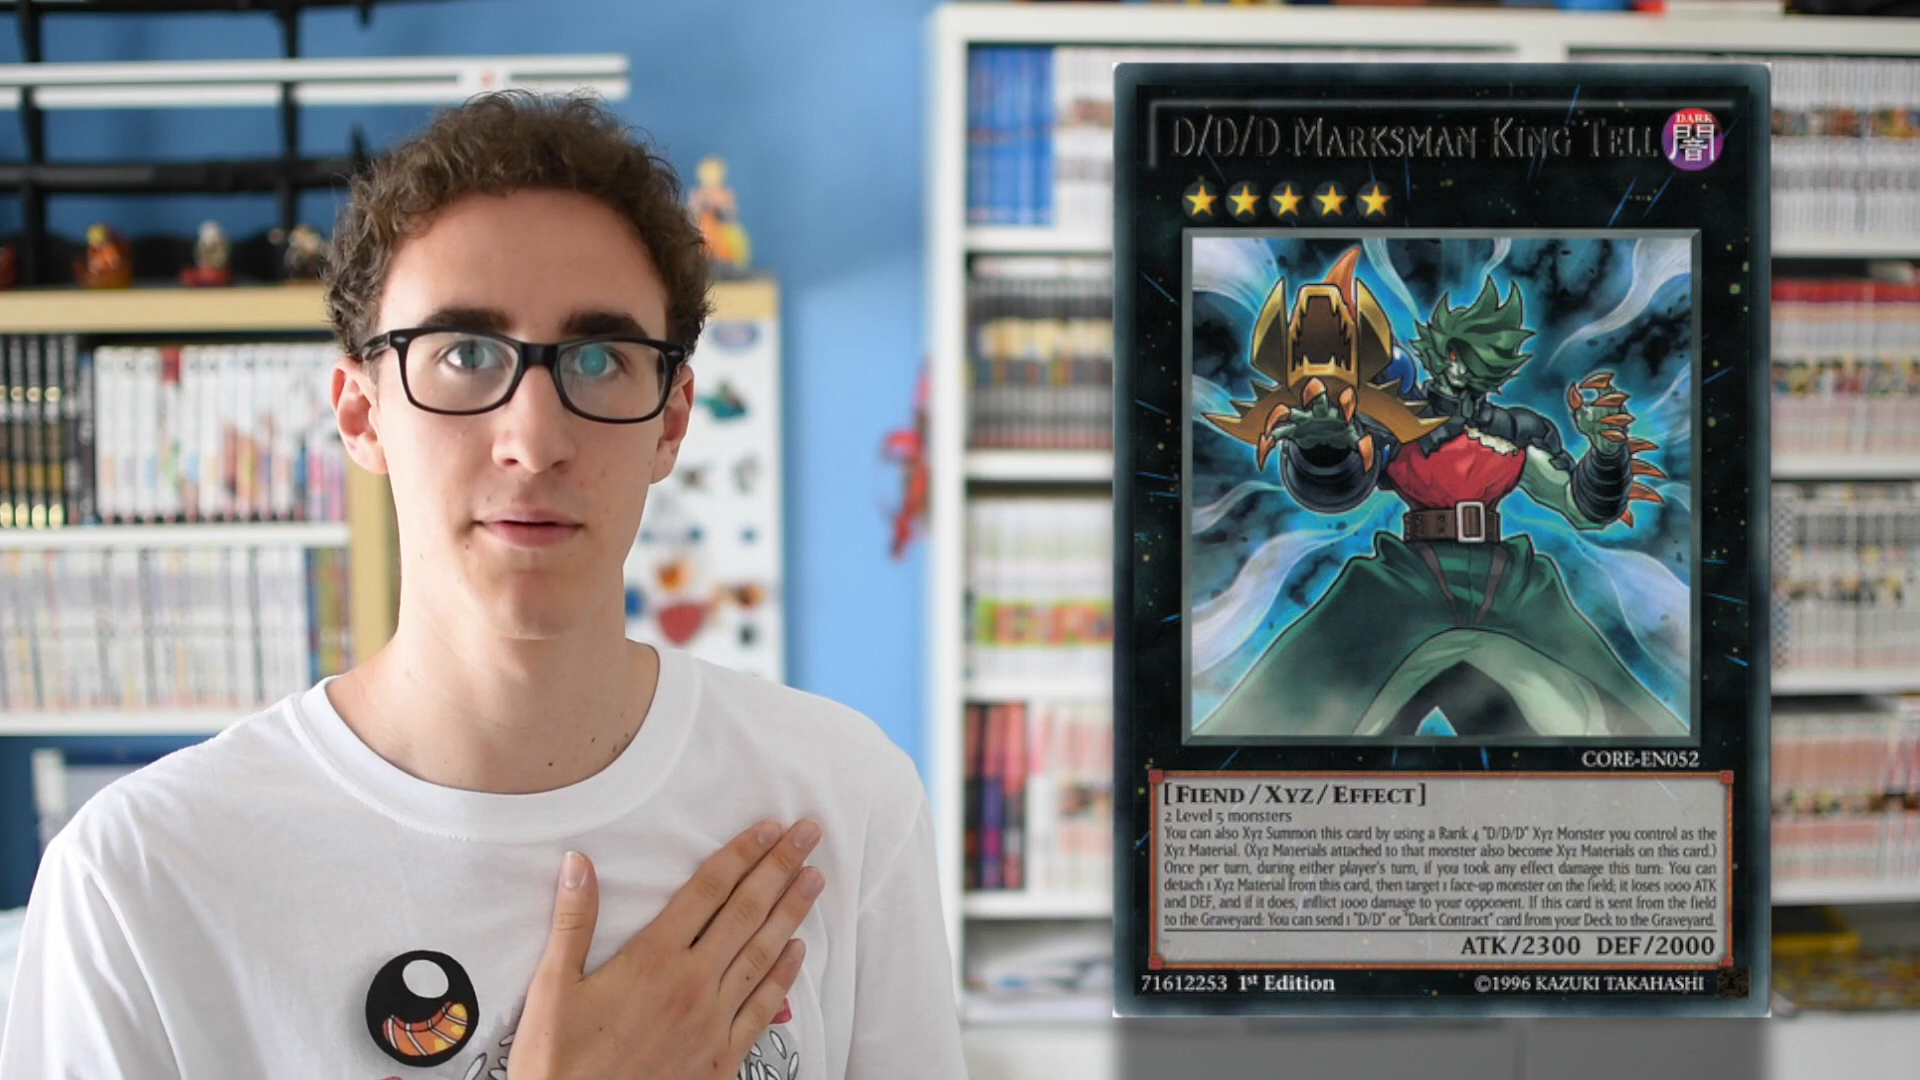 D/D/D Marksman King Tell
DARK
闇
CORE-EN052
[Fiend/Xyz/Effect]
2 Level 5 monsters
You can also Xyz Summon this card by using a Rank 4 "D/D/D" Xyz Monster you control as the
Xyz Material. (Xyz Materials attached to that monster also become Xyz Materials on this card.)
Once per turn, during either player's turn, if you took any effect damage this turn: You can
detach 1 Xyz Material from this card, then target 1 face-up monster on the field; it loses 1000 ATK
and DEF, and if it does, inflict 1000 damage to your opponent. If this card is sent from the field
to the Graveyard: You can send 1 "D/D" or "Dark Contract" card from your Deck to the Graveyard.
ATK/2300 DEF/2000
71612253 1st Edition
©1996 KAZUKI TAKAHASHI